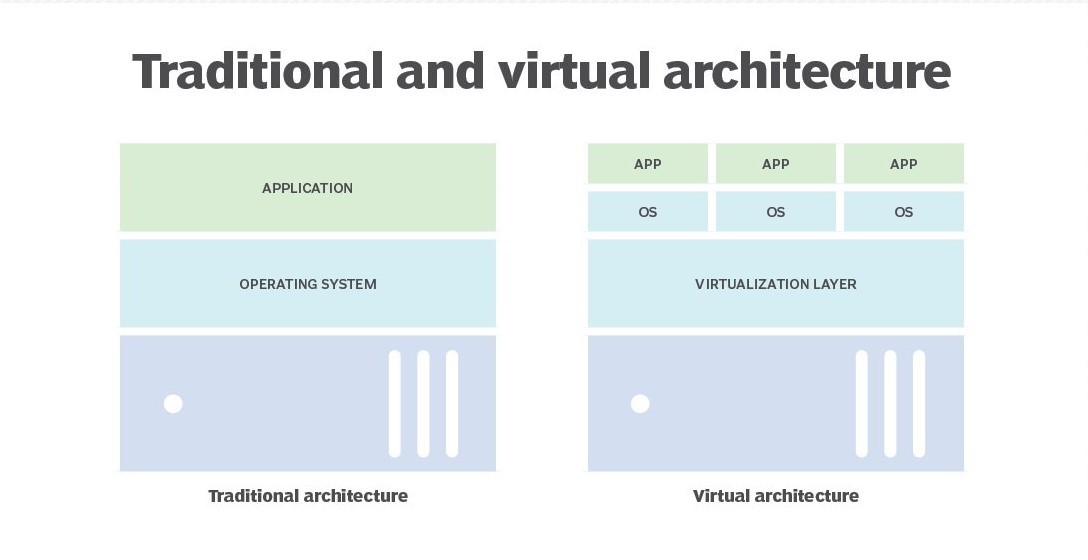 Traditional and virtual architecture
APPLICATION
OPERATING SYSTEM
Traditional architecture
APP APP APP
OS OS OS
VIRTUALIZATION LAYER
Virtual architecture